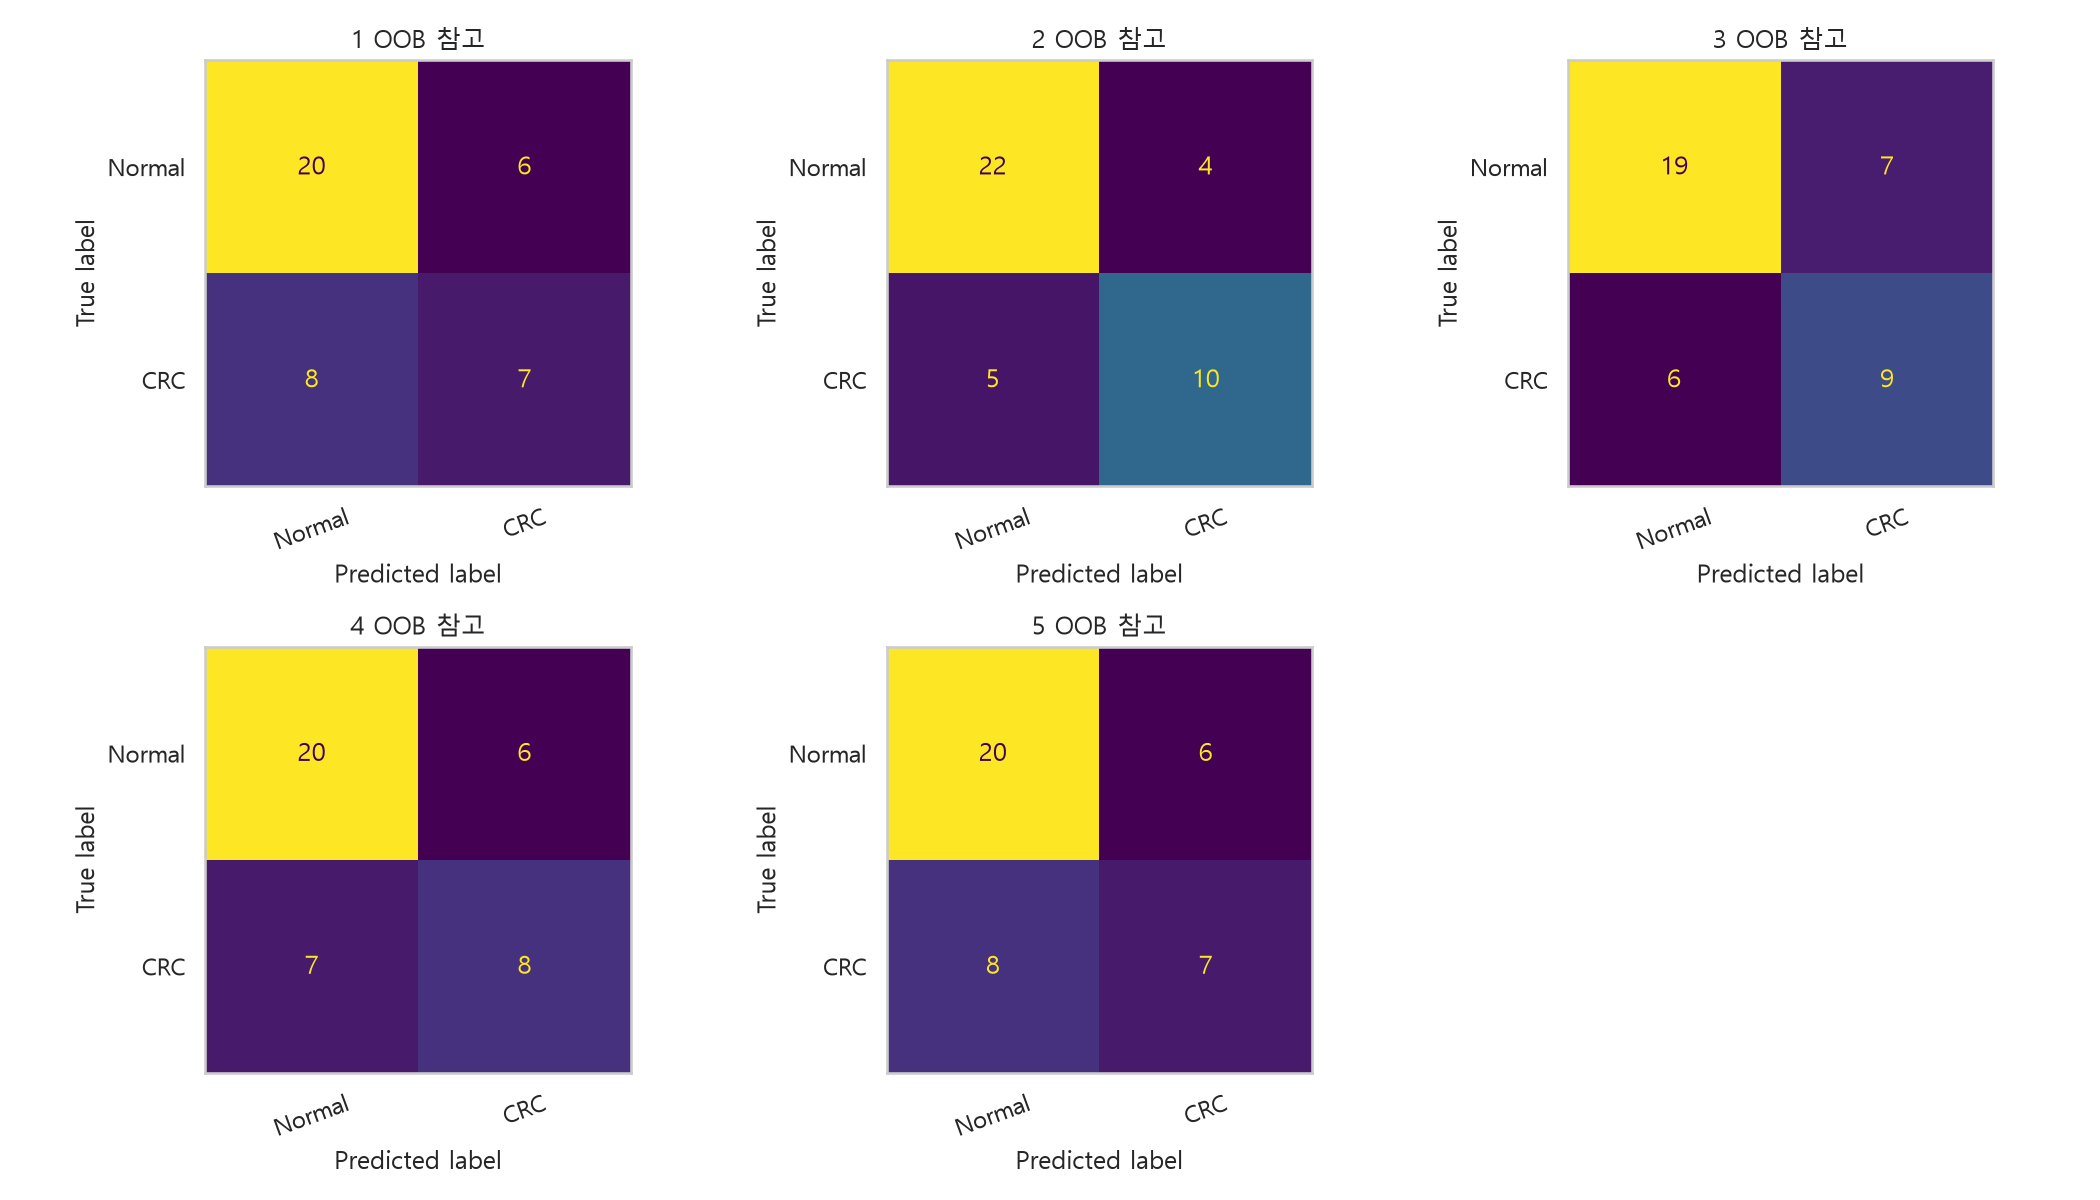 1 OOB 참고
True label
Normal
20
6
CRC
8
7
Normal
CRC
Predicted label
2 OOB 참고
True label
Normal
22
4
CRC
5
10
Normal
CRC
Predicted label
3 OOB 참고
True label
Normal
19
7
CRC
6
9
Normal
CRC
Predicted label
4 OOB 참고
True label
Normal
20
6
CRC
7
8
Normal
CRC
Predicted label
5 OOB 참고
True label
Normal
20
6
CRC
8
7
Normal
CRC
Predicted label